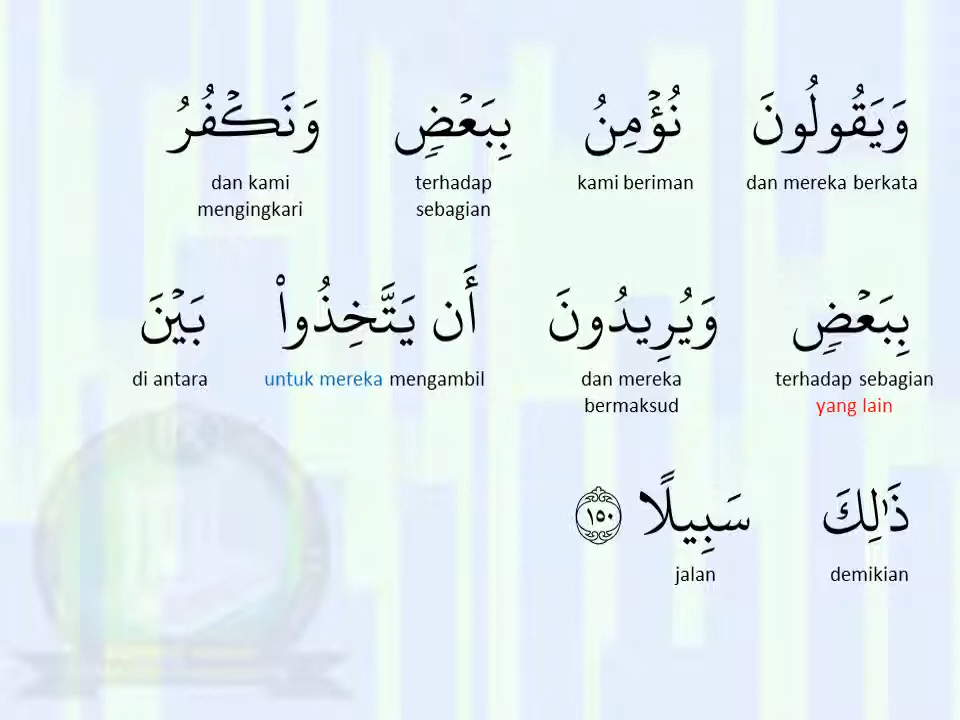 وَيَقُولُونَ نُؤۡمِنُ بِبَعۡضٖ وَنَكۡفُرُ
dan mereka berkata kami beriman terhadap sebagian dan kami mengingkari
بِبَعۡضٖ وَيُرِيدُونَ أَن يَتَّخِذُواْ بَيۡنَ
terhadap sebagian yang lain dan mereka bermaksud untuk mereka mengambil di antara
ذَٰلِكَ سَبِيلًا ١٥٠
demikian jalan